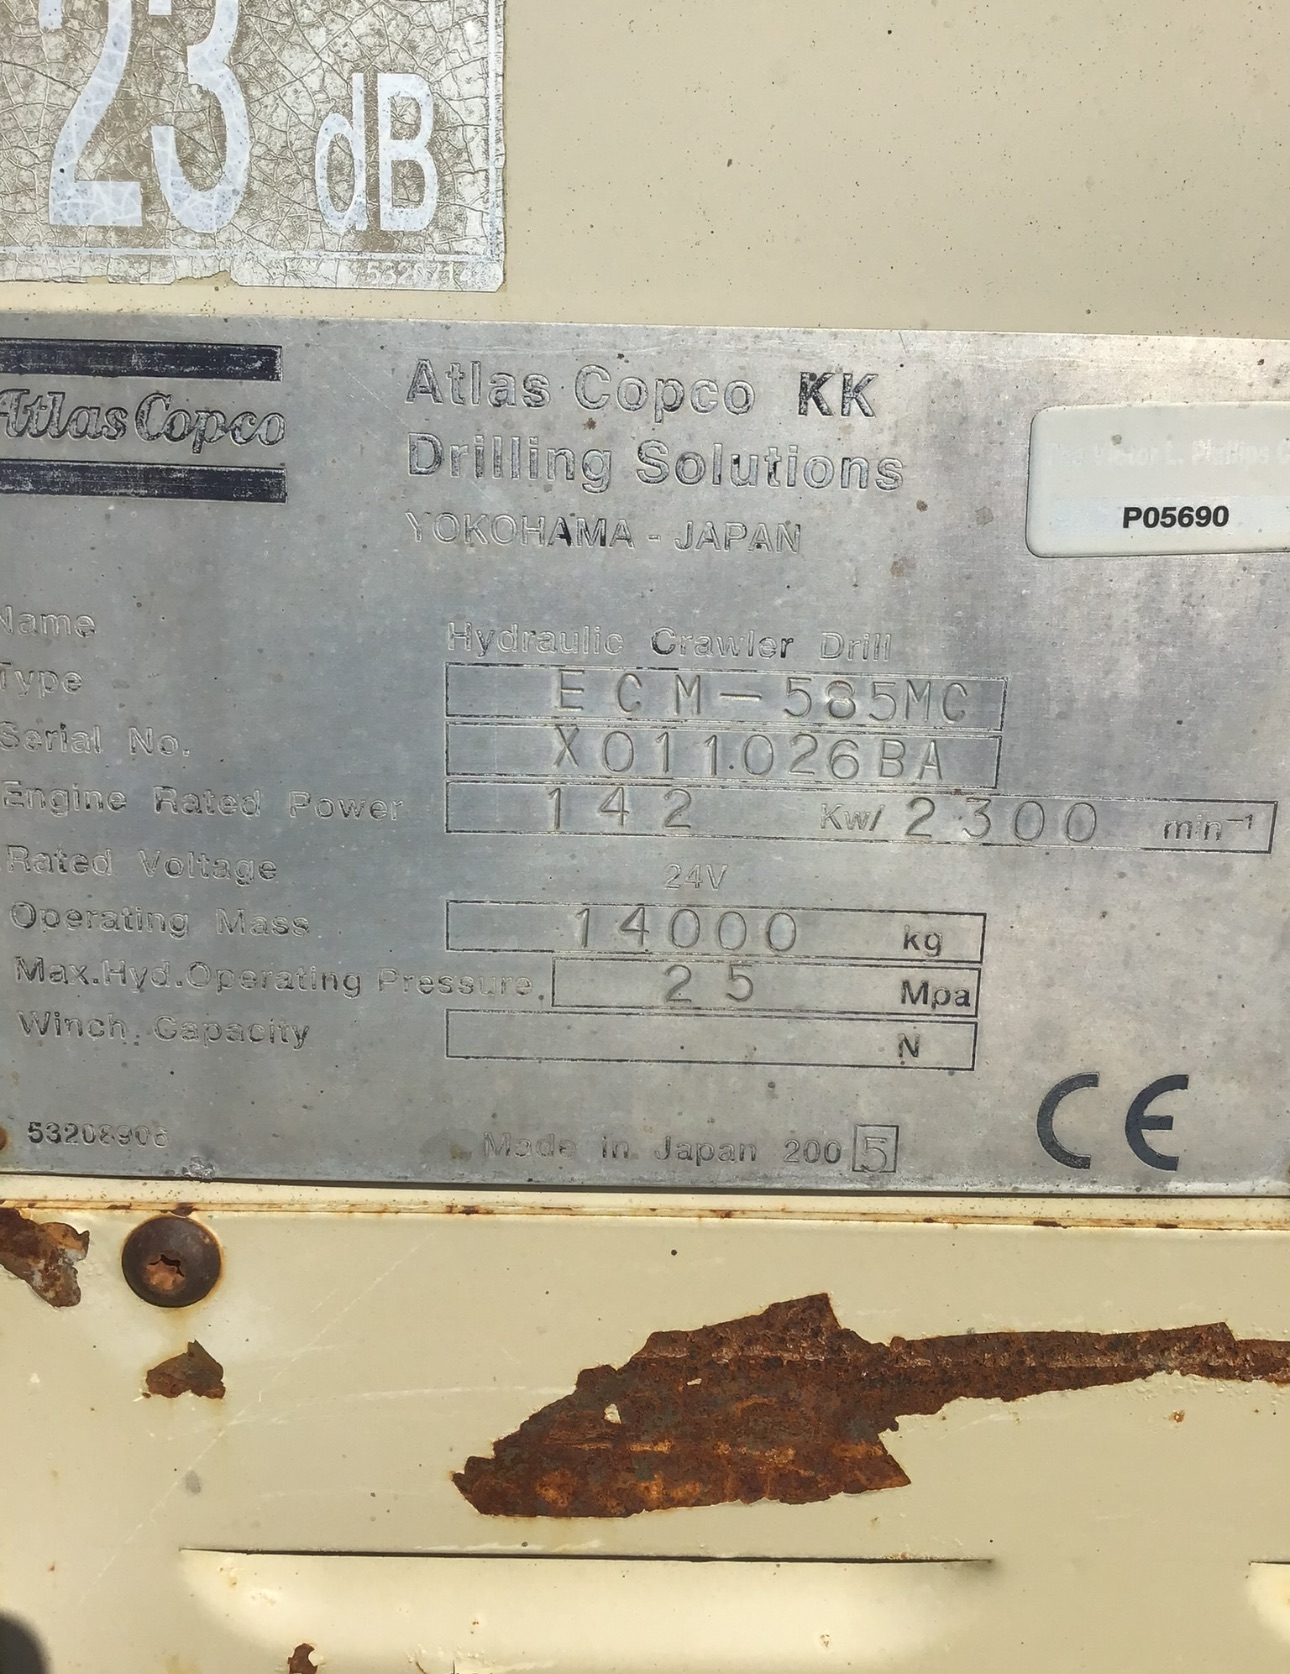 23 dB
Atlas Copco
Atlas Copco KK
Drilling Solutions
YOKOHAMA - JAPAN
P05690
Name Hydraulic Crawler Drill
Type ECM-585MC
Serial No. X011026BA
Engine Rated Power 142 Kw/ 2300 min⁻¹
Rated Voltage 24V
Operating Mass 14000 kg
Max.Hyd.Operating Pressure. 25 Mpa
Winch Capacity N
Made in Japan 2005
CE